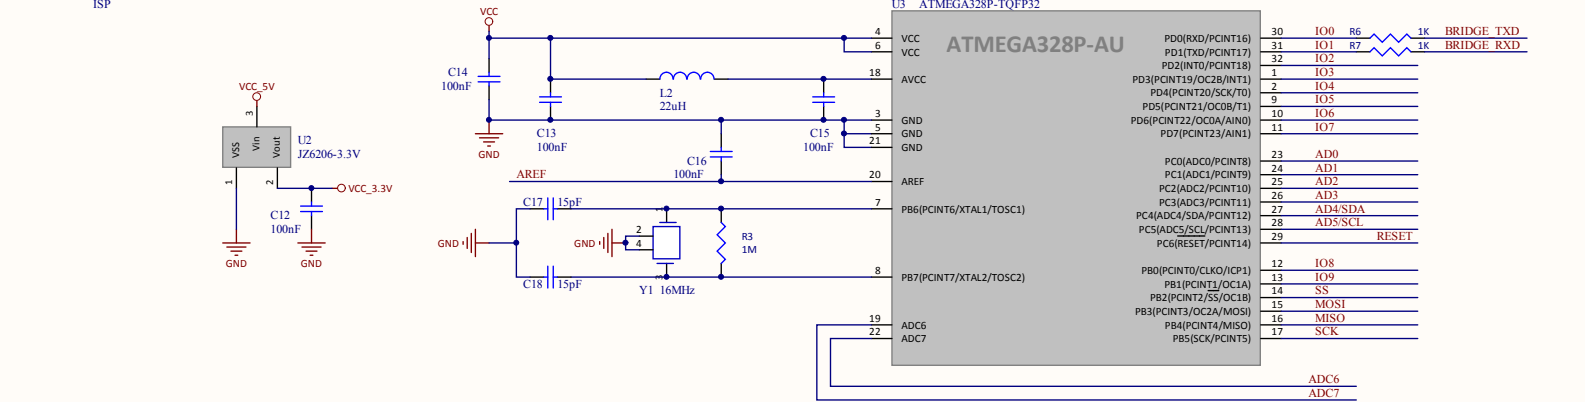 ISP
VCC
U3 ATMEGA328P-TQFP32
ATMEGA328P-AU
4 VCC
6 VCC
18 AVCC
3 GND
5 GND
21 GND
20 AREF
7 PB6(PCINT6/XTAL1/TOSC1)
8 PB7(PCINT7/XTAL2/TOSC2)
19 ADC6
22 ADC7
PD0(RXD/PCINT16) 30 IO0 R6 1K BRIDGE_TXD
PD1(TXD/PCINT17) 31 IO1 R7 1K BRIDGE_RXD
PD2(INT0/PCINT18) 32 IO2
PD3(PCINT19/OC2B/INT1) 1 IO3
PD4(PCINT20/SCK/T0) 2 IO4
PD5(PCINT21/OC0B/T1) 9 IO5
PD6(PCINT22/OC0A/AIN0) 10 IO6
PD7(PCINT23/AIN1) 11 IO7
PC0(ADC0/PCINT8) 23 AD0
PC1(ADC1/PCINT9) 24 AD1
PC2(ADC2/PCINT10) 25 AD2
PC3(ADC3/PCINT11) 26 AD3
PC4(ADC4/SDA/PCINT12) 27 AD4/SDA
PC5(ADC5/SCL/PCINT13) 28 AD5/SCL
PC6(RESET/PCINT14) 29 RESET
PB0(PCINT0/CLKO/ICP1) 12 IO8
PB1(PCINT1/OC1A) 13 IO9
PB2(PCINT2/SS/OC1B) 14 SS
PB3(PCINT3/OC2A/MOSI) 15 MOSI
PB4(PCINT4/MISO) 16 MISO
PB5(SCK/PCINT5) 17 SCK
ADC6
ADC7
C14
100nF
L2
22uH
C13
100nF
C15
100nF
GND
C16
100nF
AREF
C17 15pF
GND
GND
1
2
4
3
R3
1M
C18 15pF
Y1 16MHz
VCC_5V
3
VSS
Vin
Vout
U2
JZ6206-3.3V
1
2
VCC_3.3V
C12
100nF
GND
GND